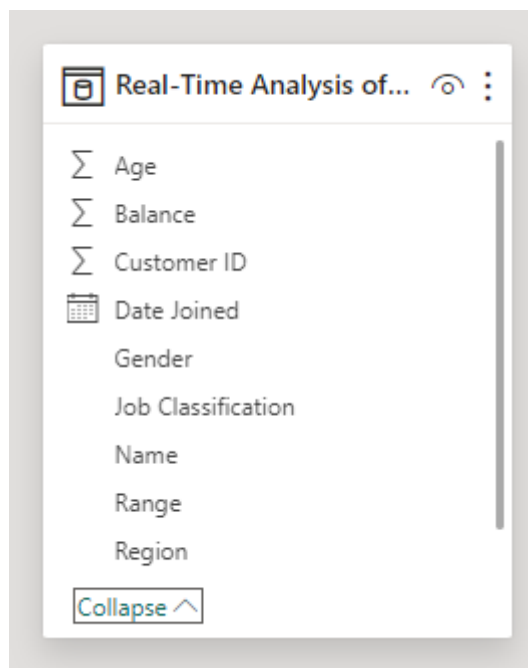 Real-Time Analysis of...
Age
Balance
Customer ID
Date Joined
Gender
Job Classification
Name
Range
Region
Collapse